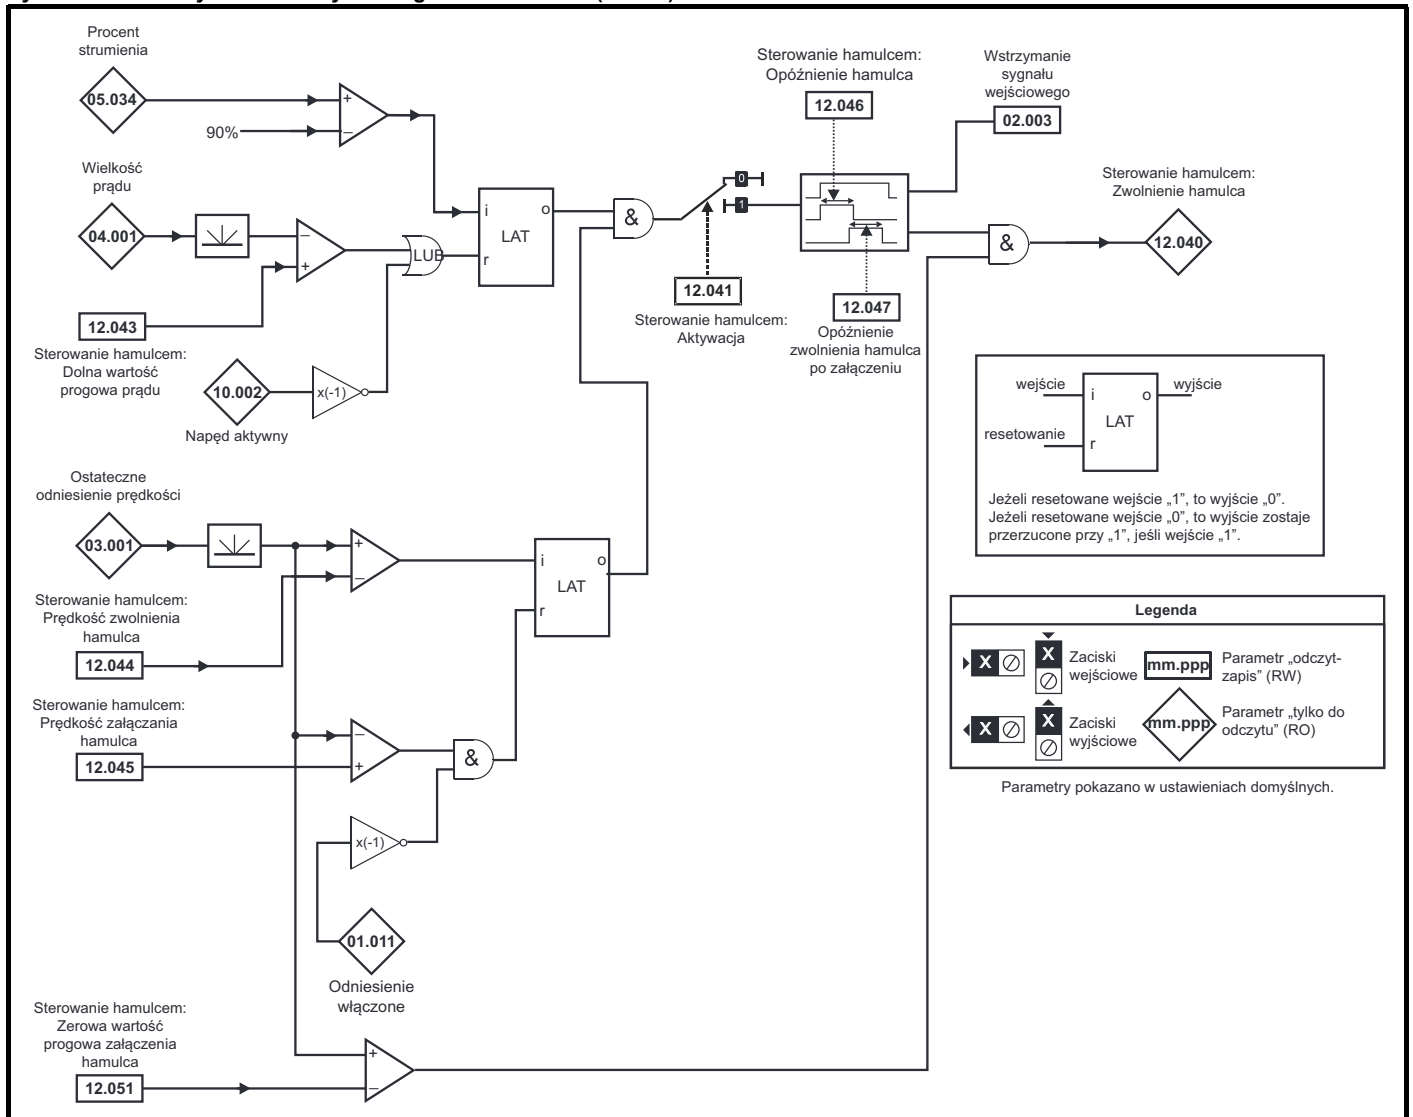 Procent
strumienia
05.034
+
90%
–
Wielkość
prądu
04.001
–
+
12.043
Sterowanie hamulcem:
Dolna wartość
progowa prądu
10.002
x(-1)
Napęd aktywny
LUB
i
o
LAT
r
&
0
1
12.041
Sterowanie hamulcem:
Aktywacja
Sterowanie hamulcem:
Opóźnienie hamulca
12.046
12.047
Opóźnienie
zwolnienia hamulca
po załączeniu
Wstrzymanie
sygnału
wejściowego
02.003
&
Sterowanie hamulcem:
Zwolnienie hamulca
12.040
wejście
i
o
wyjście
LAT
resetowanie
r
Jeżeli resetowane wejście „1”, to wyjście „0”.
Jeżeli resetowane wejście „0”, to wyjście zostaje
przerzucone przy „1”, jeśli wejście „1”.
Ostateczne
odniesienie prędkości
03.001
+
–
Sterowanie hamulcem:
Prędkość zwolnienia
hamulca
12.044
i
o
LAT
r
Sterowanie hamulcem:
Prędkość załączania
hamulca
12.045
–
+
&
x(-1)
01.011
Odniesienie
włączone
Sterowanie hamulcem:
Zerowa wartość
progowa załączenia
hamulca
12.051
+
–
Legenda
X
X
Zaciski
wejściowe
mm.ppp
Parametr „odczyt-
zapis” (RW)
X
X
Zaciski
wyjściowe
mm.ppp
Parametr „tylko do
odczytu” (RO)
Parametry pokazano w ustawieniach domyślnych.